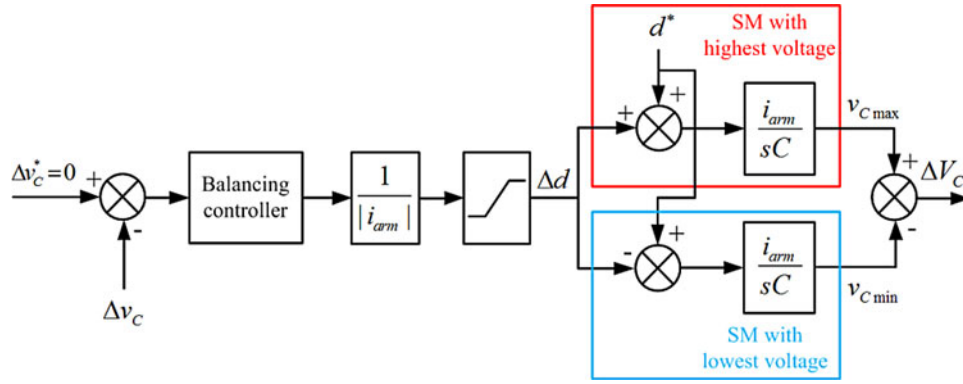 SM with
highest voltage
d*
+
+
i_arm
sC
v_C max
Δv*_C=0
+
-
Balancing
controller
1
|i_arm|
Δd
+
ΔV_C
-
Δv_C
-
+
i_arm
sC
v_C min
SM with
lowest voltage